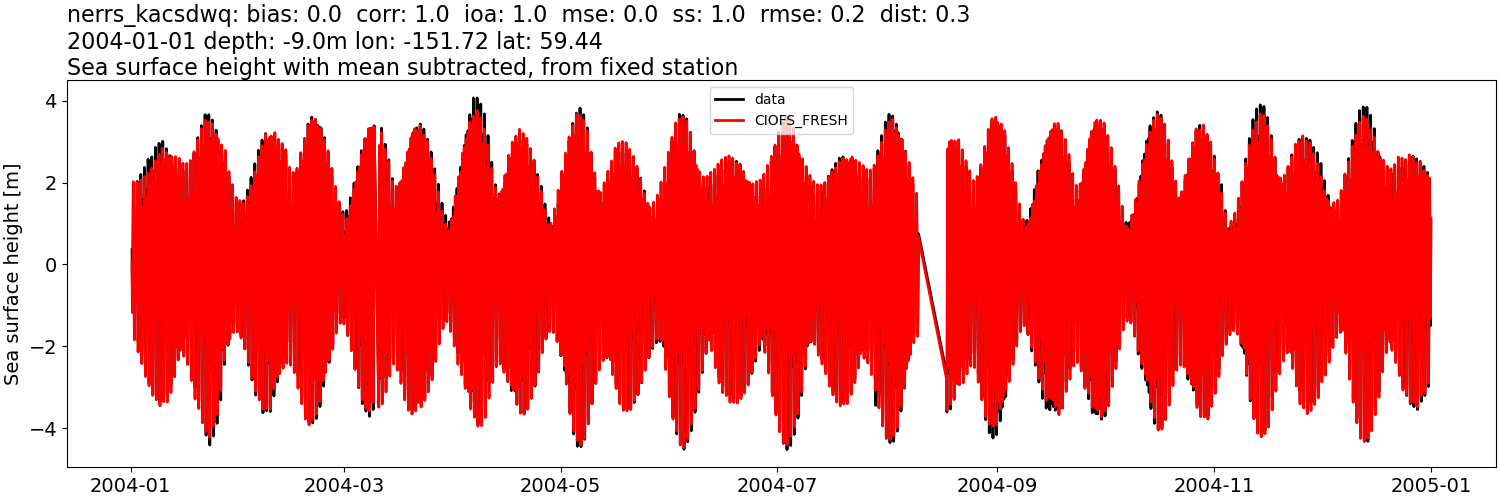 nerrs_kacsdwq: bias: 0.0  corr: 1.0  ioa: 1.0  mse: 0.0  ss: 1.0  rmse: 0.2  dist: 0.3
2004-01-01 depth: -9.0m lon: -151.72 lat: 59.44
Sea surface height with mean subtracted, from fixed station
data
CIOFS_FRESH
Sea surface height [m]
4
2
0
−2
−4
2004-01
2004-03
2004-05
2004-07
2004-09
2004-11
2005-01